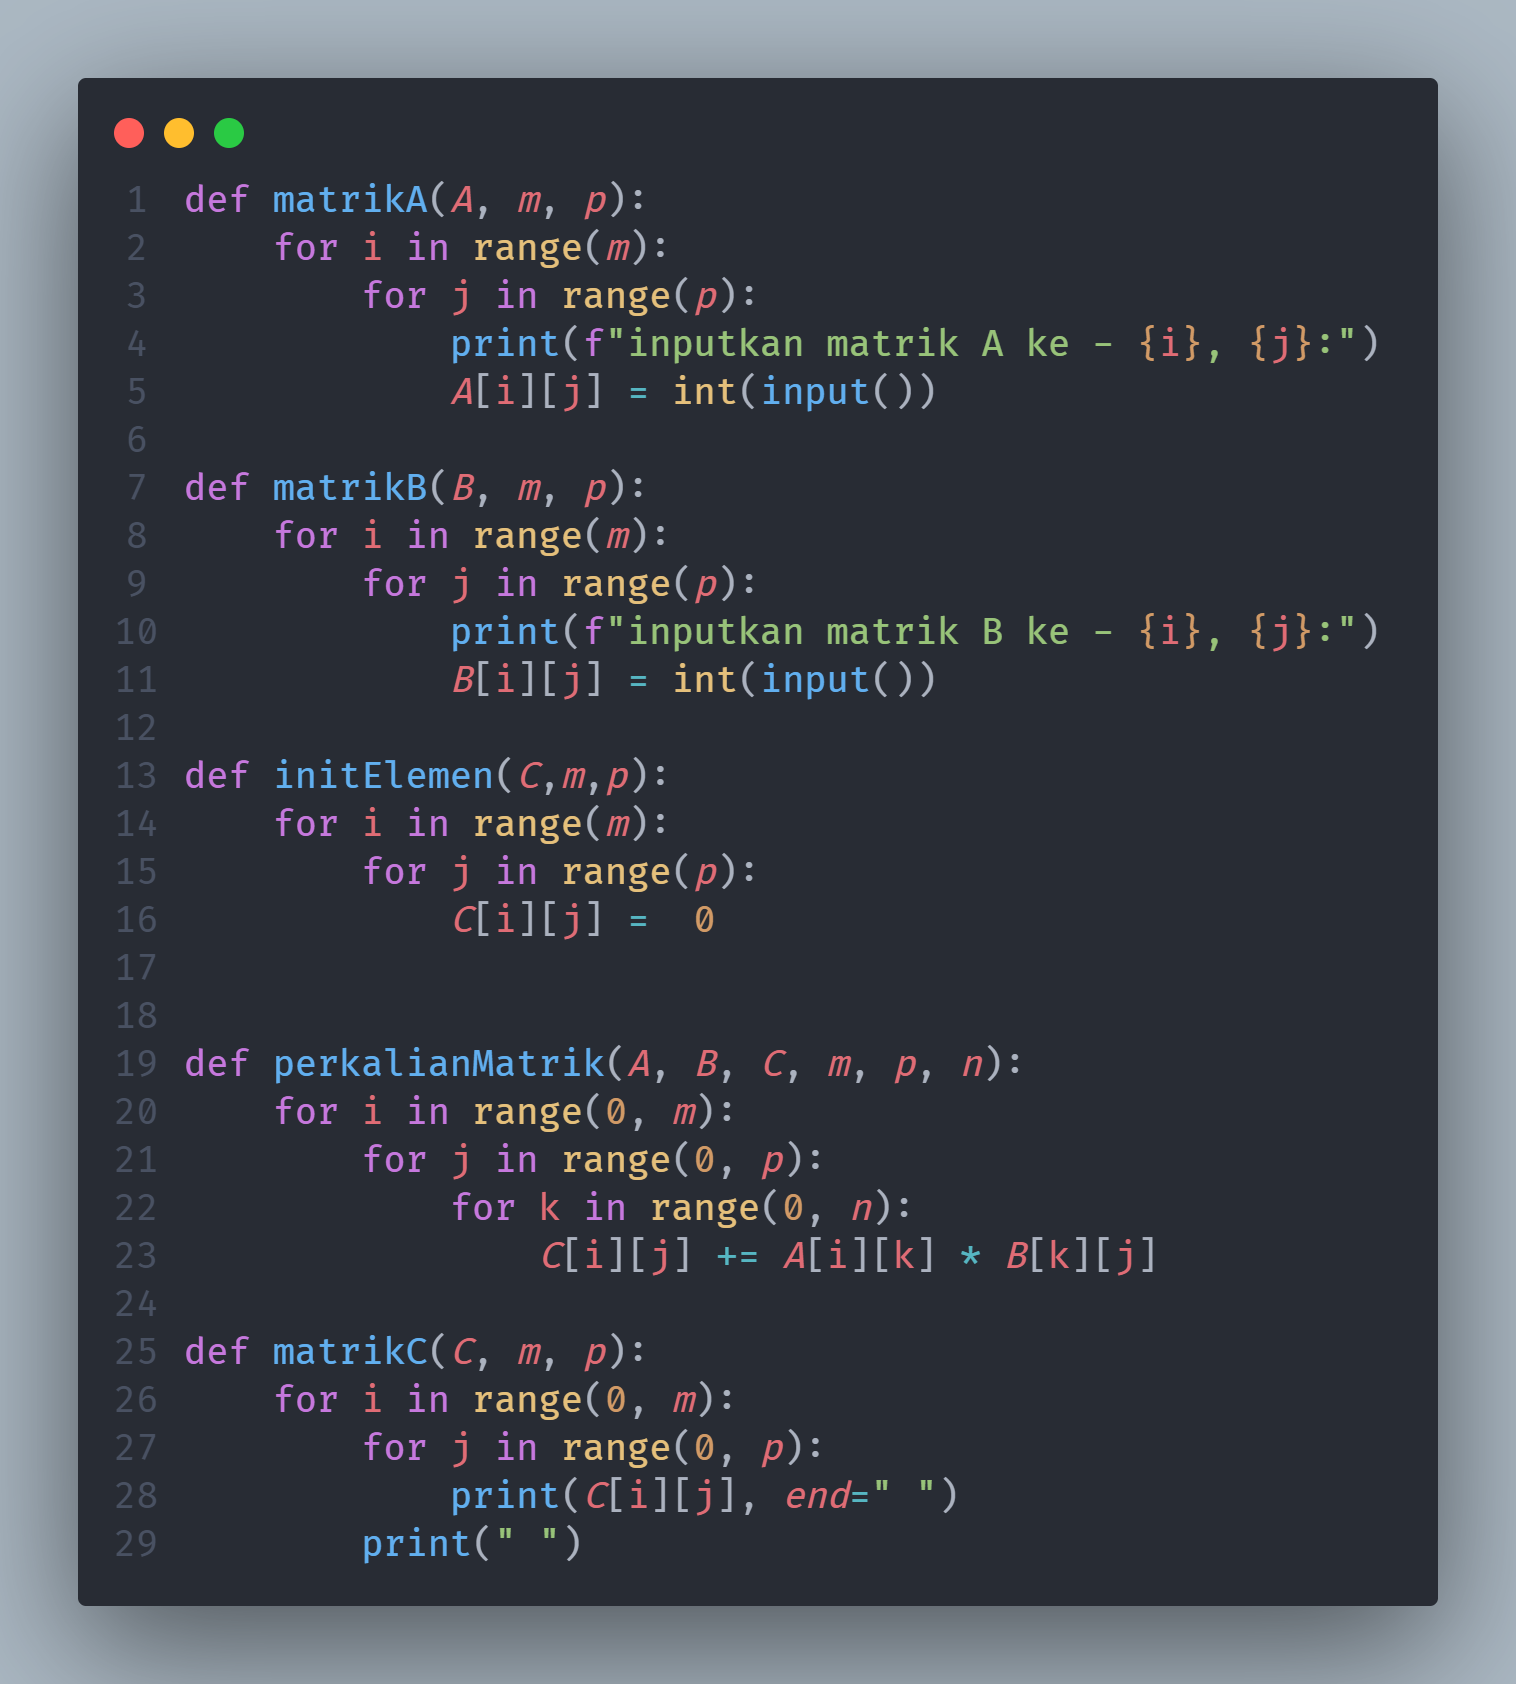 1 def matrikA(A, m, p):
2     for i in range(m):
3         for j in range(p):
4             print(f"inputkan matrik A ke - {i}, {j}:")
5             A[i][j] = int(input())
6
7 def matrikB(B, m, p):
8     for i in range(m):
9         for j in range(p):
10             print(f"inputkan matrik B ke - {i}, {j}:")
11             B[i][j] = int(input())
12
13 def initElemen(C,m,p):
14     for i in range(m):
15         for j in range(p):
16             C[i][j] =  0
17
18
19 def perkalianMatrik(A, B, C, m, p, n):
20     for i in range(0, m):
21         for j in range(0, p):
22             for k in range(0, n):
23                 C[i][j] += A[i][k] * B[k][j]
24
25 def matrikC(C, m, p):
26     for i in range(0, m):
27         for j in range(0, p):
28             print(C[i][j], end=" ")
29         print(" ")